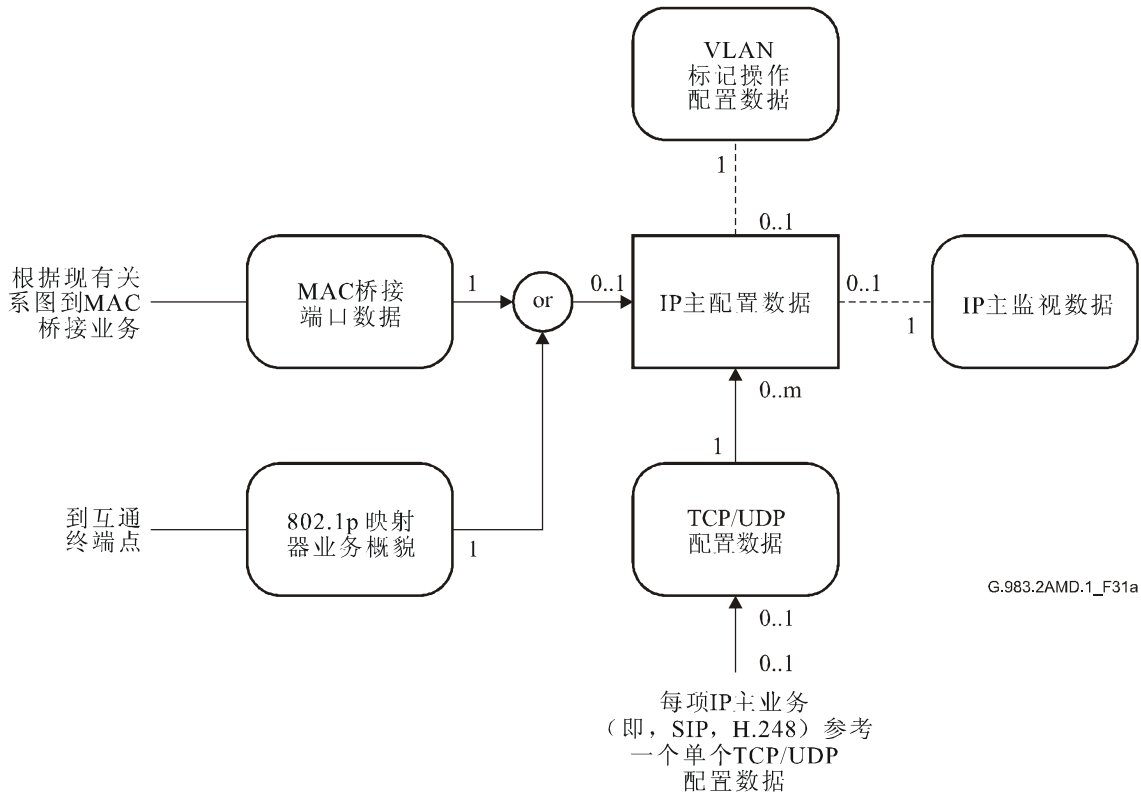 VLAN
标记操作
配置数据
1
0..1
根据现有关
系图到MAC
桥接业务
MAC桥接
端口数据
1
or
0..1
IP主配置数据
0..1
1
IP主监视数据
0..m
1
到互通
终端点
802.1p 映射
器业务概貌
1
TCP/UDP
配置数据
G.983.2AMD.1_F31a
0..1
0..1
每项IP主业务
（即，SIP，H.248）参考
一个单个TCP/UDP
配置数据